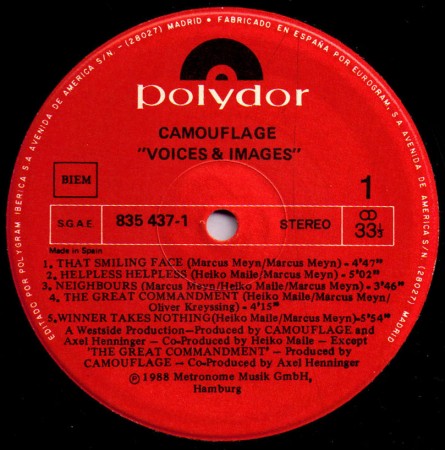 EDITADO POR POLYGRAM IBERICA S/A AVENIDA DE AMERICA S/N.-(28027) MADRID • FABRICADO EN ESPAÑA POR EUROGRAM, S/A AVENIDA DE AMERICA S/N. (28027) MADRID
polydor
CAMOUFLAGE
"VOICES & IMAGES"
BIEM
1
S.G.A.E. 835 437-1 STEREO 33⅓
Made in Spain
1. THAT SMILING FACE (Marcus Meyn/Marcus Meyn) - 4'47"
2. HELPLESS HELPLESS (Heiko Maile/Marcus Meyn) - 5'02"
3. NEIGHBOURS (Marcus Meyn/Heiko Maile/Marcus Meyn) - 3'46"
4. THE GREAT COMMANDMENT (Heiko Maile/Marcus Meyn/
Oliver Kreyssing) - 4'15"
5. WINNER TAKES NOTHING (Heiko Maile/Marcus Meyn)-5'54"
A Westside Production—Produced by CAMOUFLAGE and
Axel Henninger — Co-Produced by Heiko Maile — Except
'THE GREAT COMMANDMENT' — Produced by
CAMOUFLAGE — Co-Produced by Axel Henninger
℗ 1988 Metronome Musik GmbH,
Hamburg